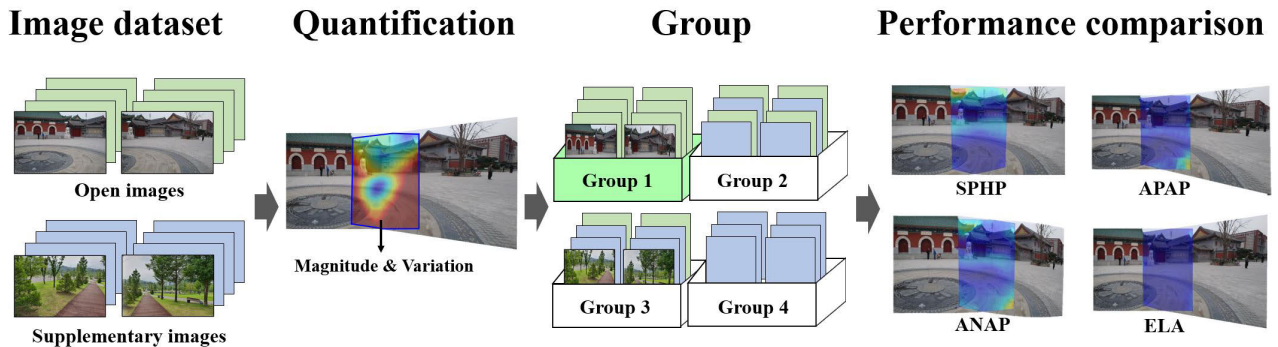 Image dataset
Quantification
Group
Performance comparison
Open images
Supplementary images
Magnitude & Variation
Group 1
Group 2
Group 3
Group 4
SPHP
APAP
ANAP
ELA